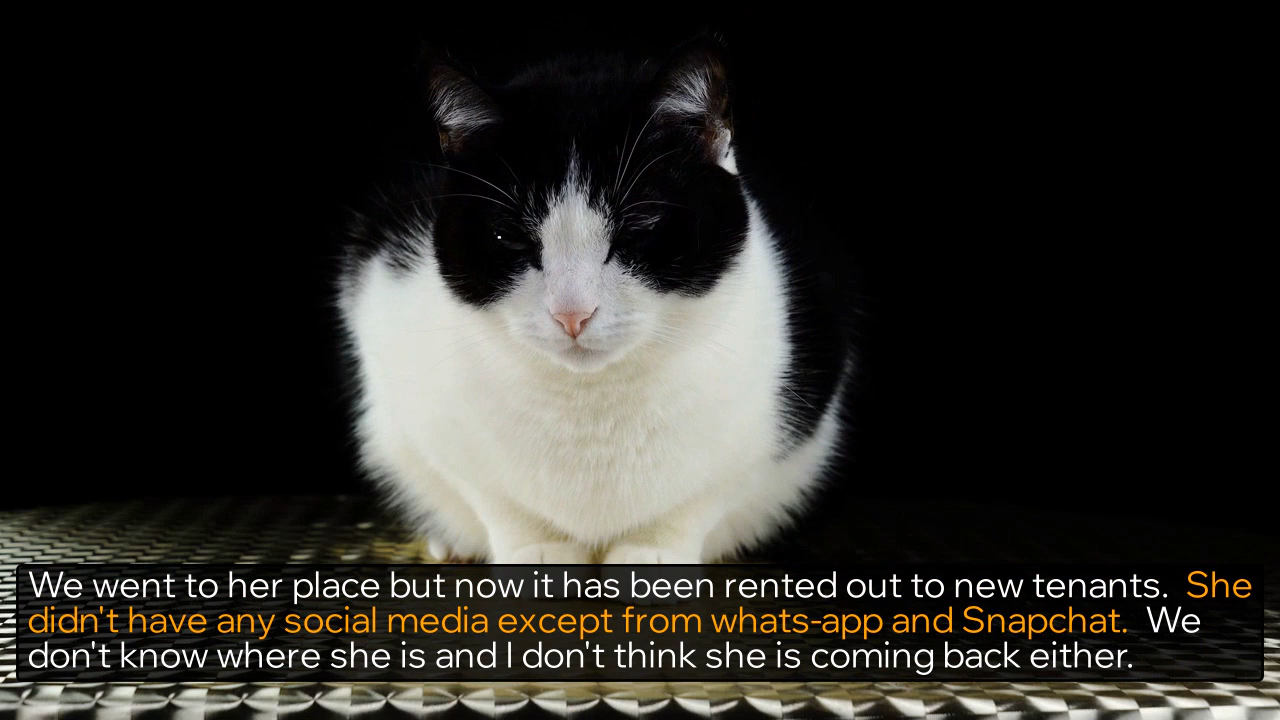 We went to her place but now it has been rented out to new tenants. She
didn't have any social media except from whats-app and Snapchat. We
don't know where she is and I don't think she is coming back either.